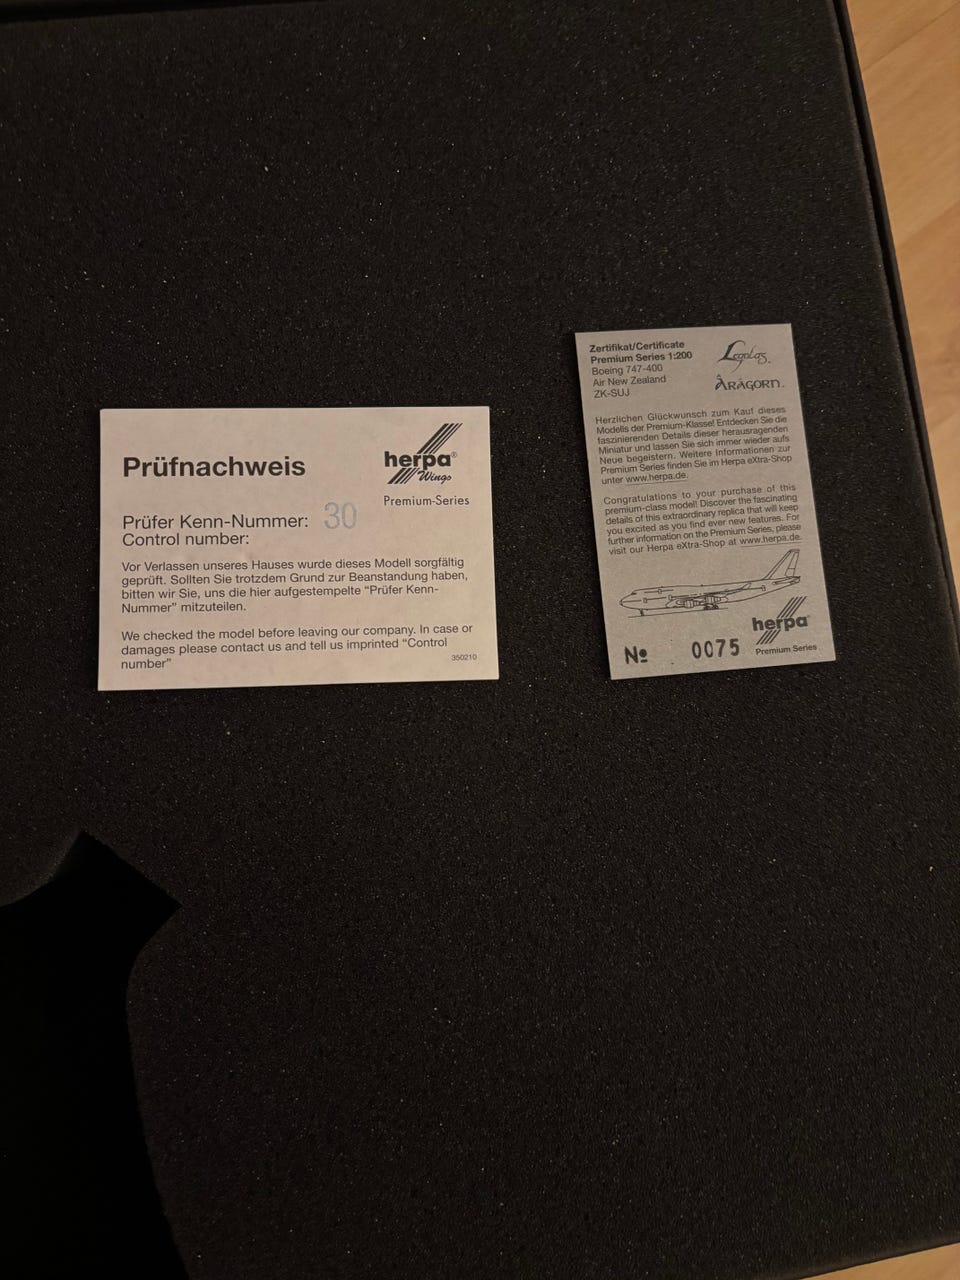 Prüfnachweis
herpa®
Wings
Premium-Series
Prüfer Kenn-Nummer: 30
Control number:
Vor Verlassen unseres Hauses wurde dieses Modell sorgfältig
geprüft. Sollten Sie trotzdem Grund zur Beanstandung haben,
bitten wir Sie, uns die hier aufgestempelte “Prüfer Kenn-
Nummer” mitzuteilen.
We checked the model before leaving our company. In case or
damages please contact us and tell us imprinted “Control
number”
350210
Zertifikat/Certificate
Premium Series 1:200
Boeing 747-400
Air New Zealand
ZK-SUJ
Legolas
ARAGORN
Herzlichen Glückwunsch zum Kauf dieses
Modells der Premium-Klasse! Entdecken Sie die
faszinierenden Details dieser herausragenden
Miniatur und lassen Sie sich immer wieder aufs
Neue begeistern. Weitere Informationen zur
Premium Series finden Sie im Herpa eXtra-Shop
unter www.herpa.de.
Congratulations to your purchase of this
premium-class model! Discover the fascinating
details of this extraordinary replica that will keep
you excited as you find ever new features. For
further information on the Premium Series, please
visit our Herpa eXtra-Shop at www.herpa.de.
herpa
Premium Series
№ 0075